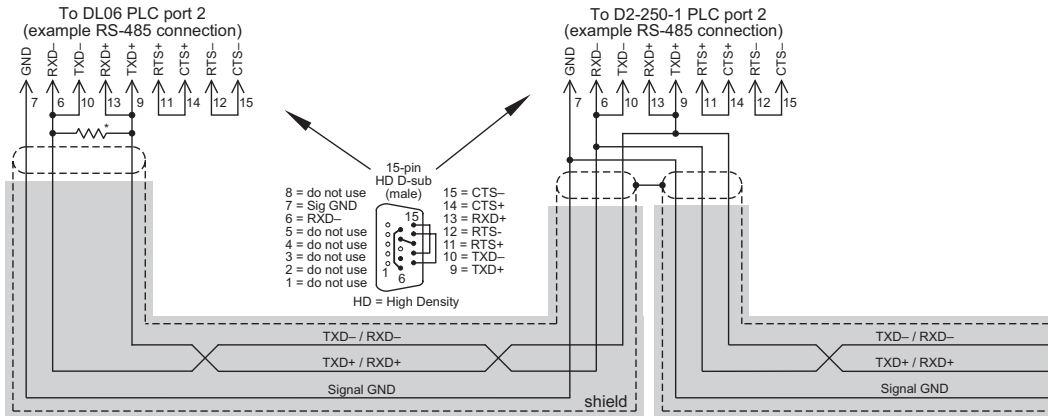 To DL06 PLC port 2
(example RS-485 connection)
GND
RXD–
TXD–
RXD+
TXD+
RTS+
CTS+
RTS–
CTS–
7 6 10 13 9 11 14 12 15
*
To D2-250-1 PLC port 2
(example RS-485 connection)
GND
RXD–
TXD–
RXD+
TXD+
RTS+
CTS+
RTS–
CTS–
7 6 10 13 9 11 14 12 15
15-pin
HD D-sub
(male)
8 = do not use
7 = Sig GND
6 = RXD–
5 = do not use
4 = do not use
3 = do not use
2 = do not use
1 = do not use
15
1
6
15 = CTS–
14 = CTS+
13 = RXD+
12 = RTS-
11 = RTS+
10 = TXD–
9 = TXD+
HD = High Density
TXD– / RXD–
TXD+ / RXD+
Signal GND
shield
TXD– / RXD–
TXD+ / RXD+
Signal GND